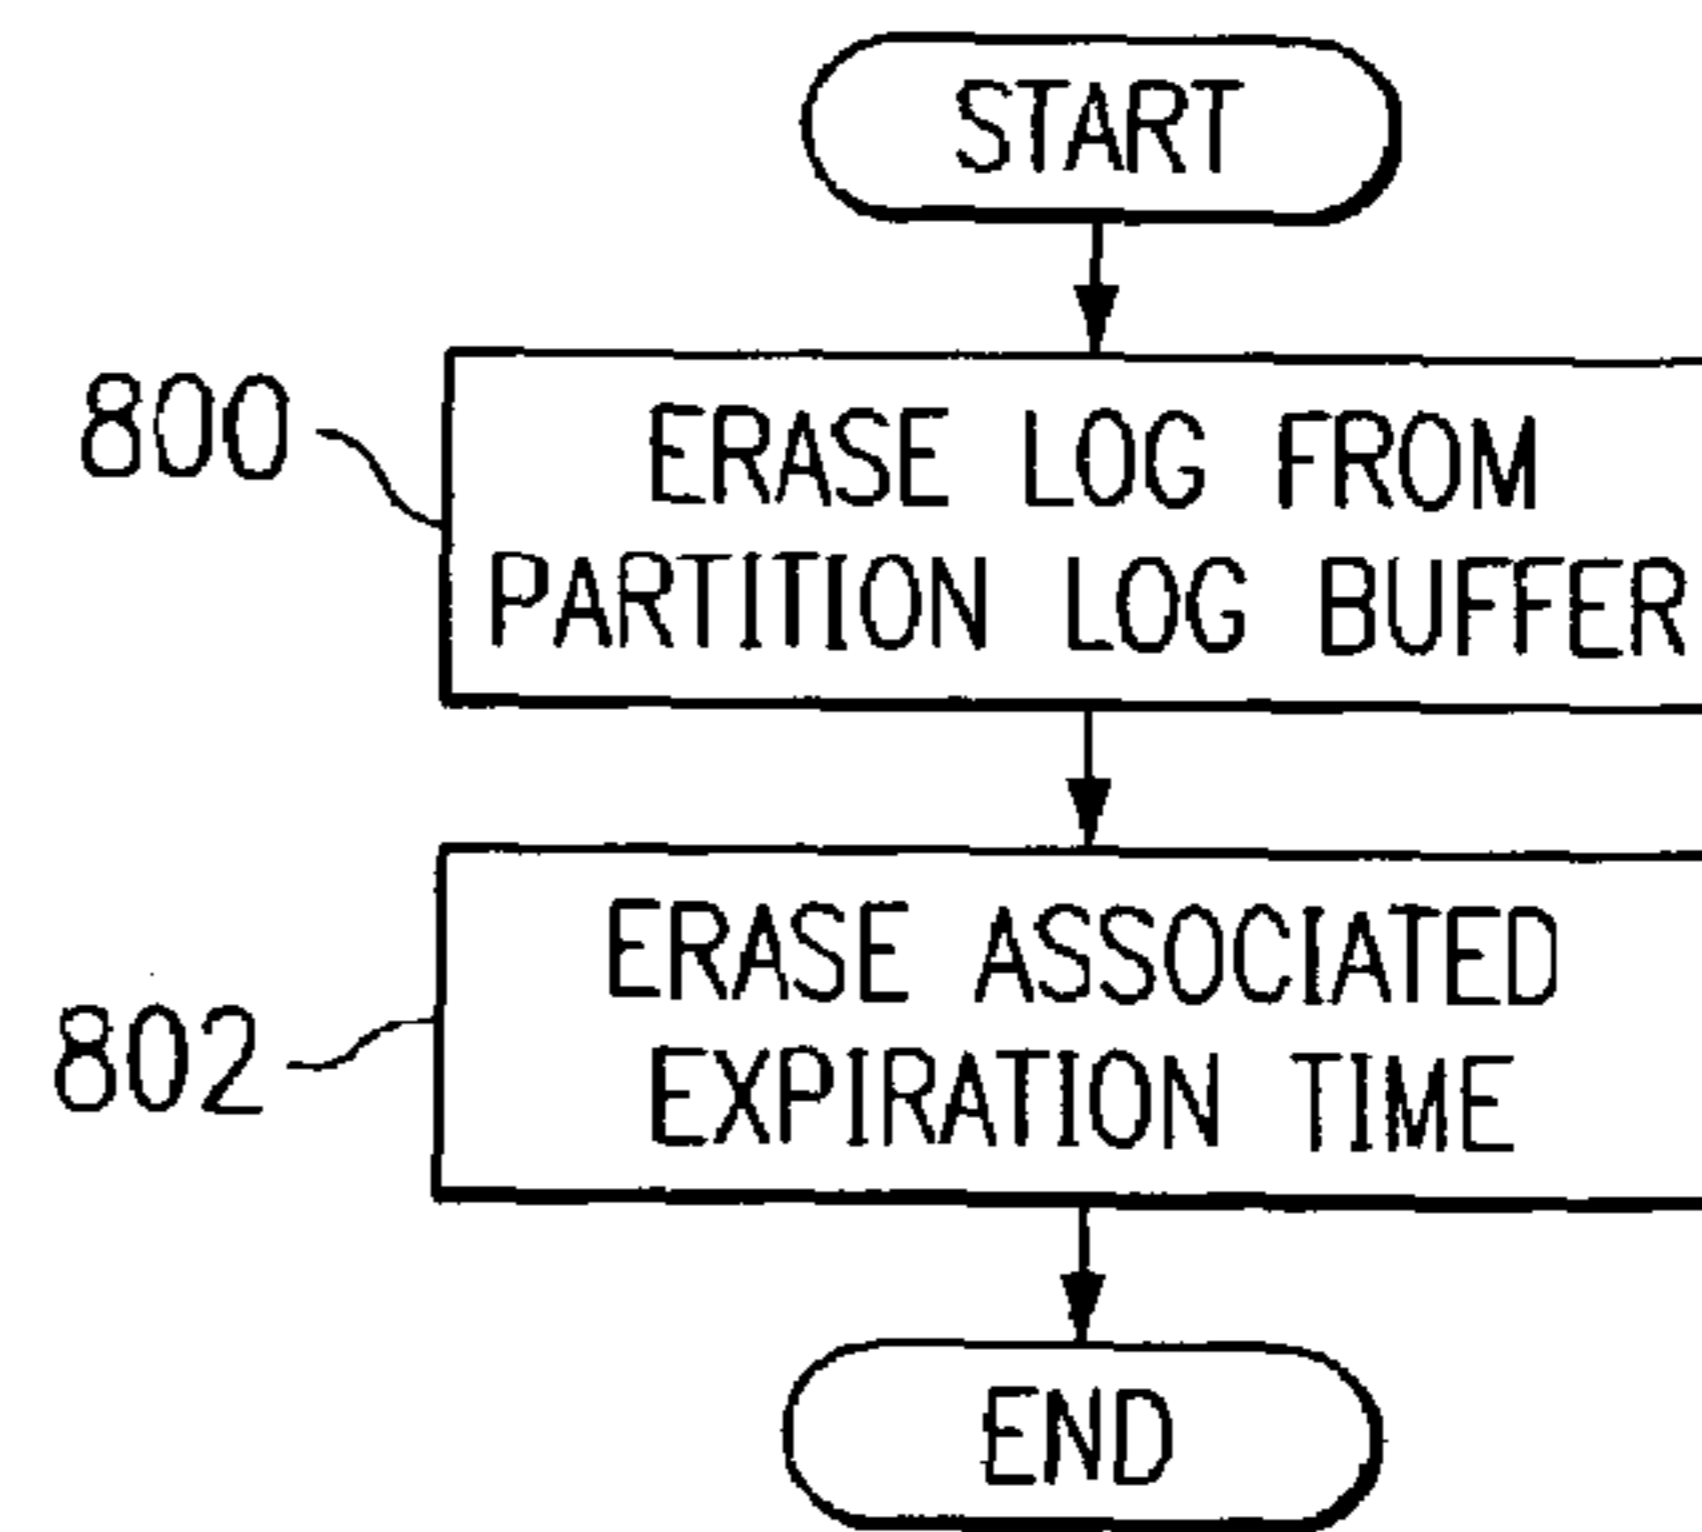 START
800
ERASE LOG FROM
PARTITION LOG BUFFER
802
ERASE ASSOCIATED
EXPIRATION TIME
END